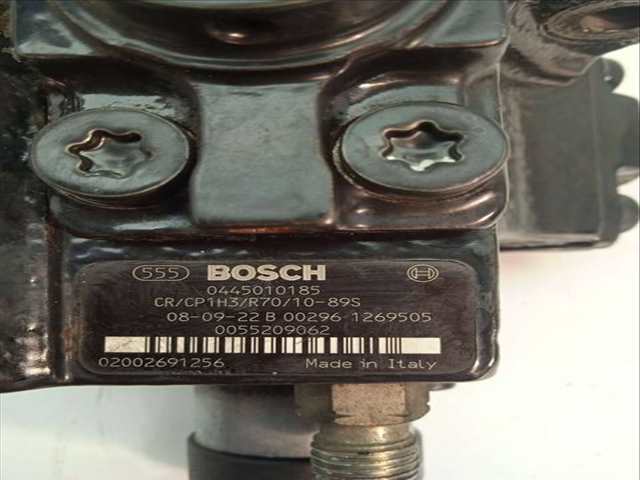 555 BOSCH
0445010185
CR/CP1H3/R70/10-89S
08-09-22 B 00296 1269505
0055209062
02002691256 Made in Italy